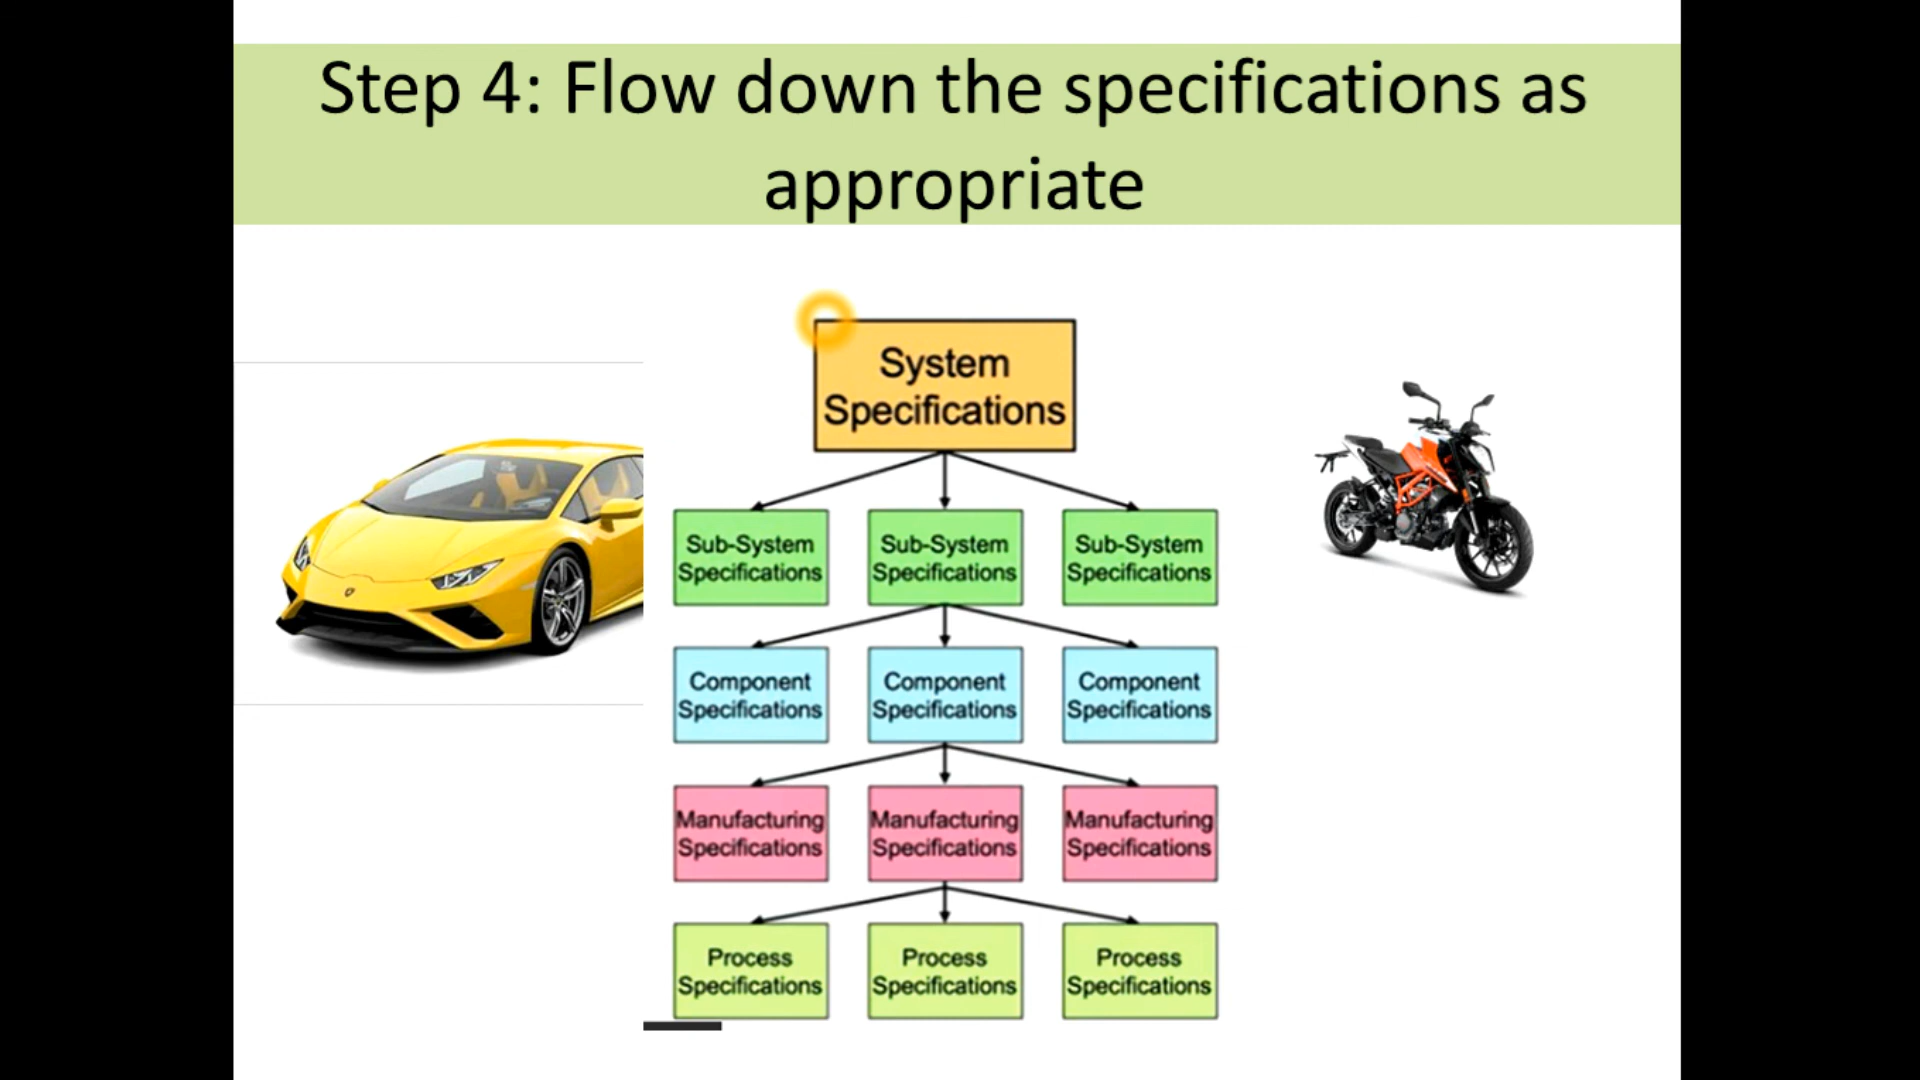 Step 4: Flow down the specifications as
appropriate
System
Specifications
Sub-System
Specifications
Sub-System
Specifications
Sub-System
Specifications
Component
Specifications
Component
Specifications
Component
Specifications
Manufacturing
Specifications
Manufacturing
Specifications
Manufacturing
Specifications
Process
Specifications
Process
Specifications
Process
Specifications